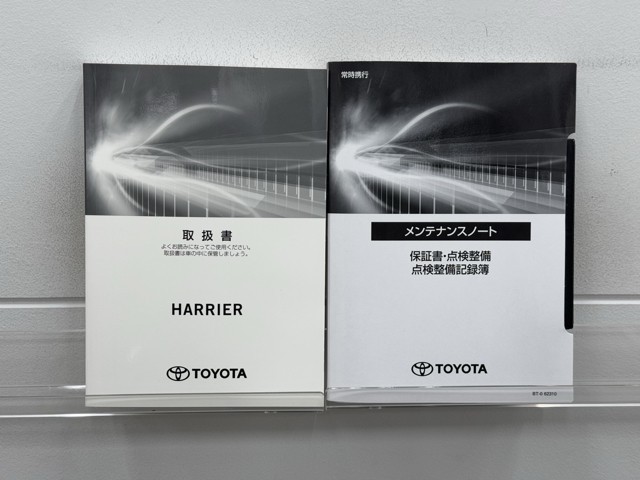 取扱書
よくお読みになってご使用ください。
取扱書は車の中に保管しましょう。
HARRIER
TOYOTA
常時携行
メンテナンスノート
保証書・点検整備
点検整備記録簿
TOYOTA